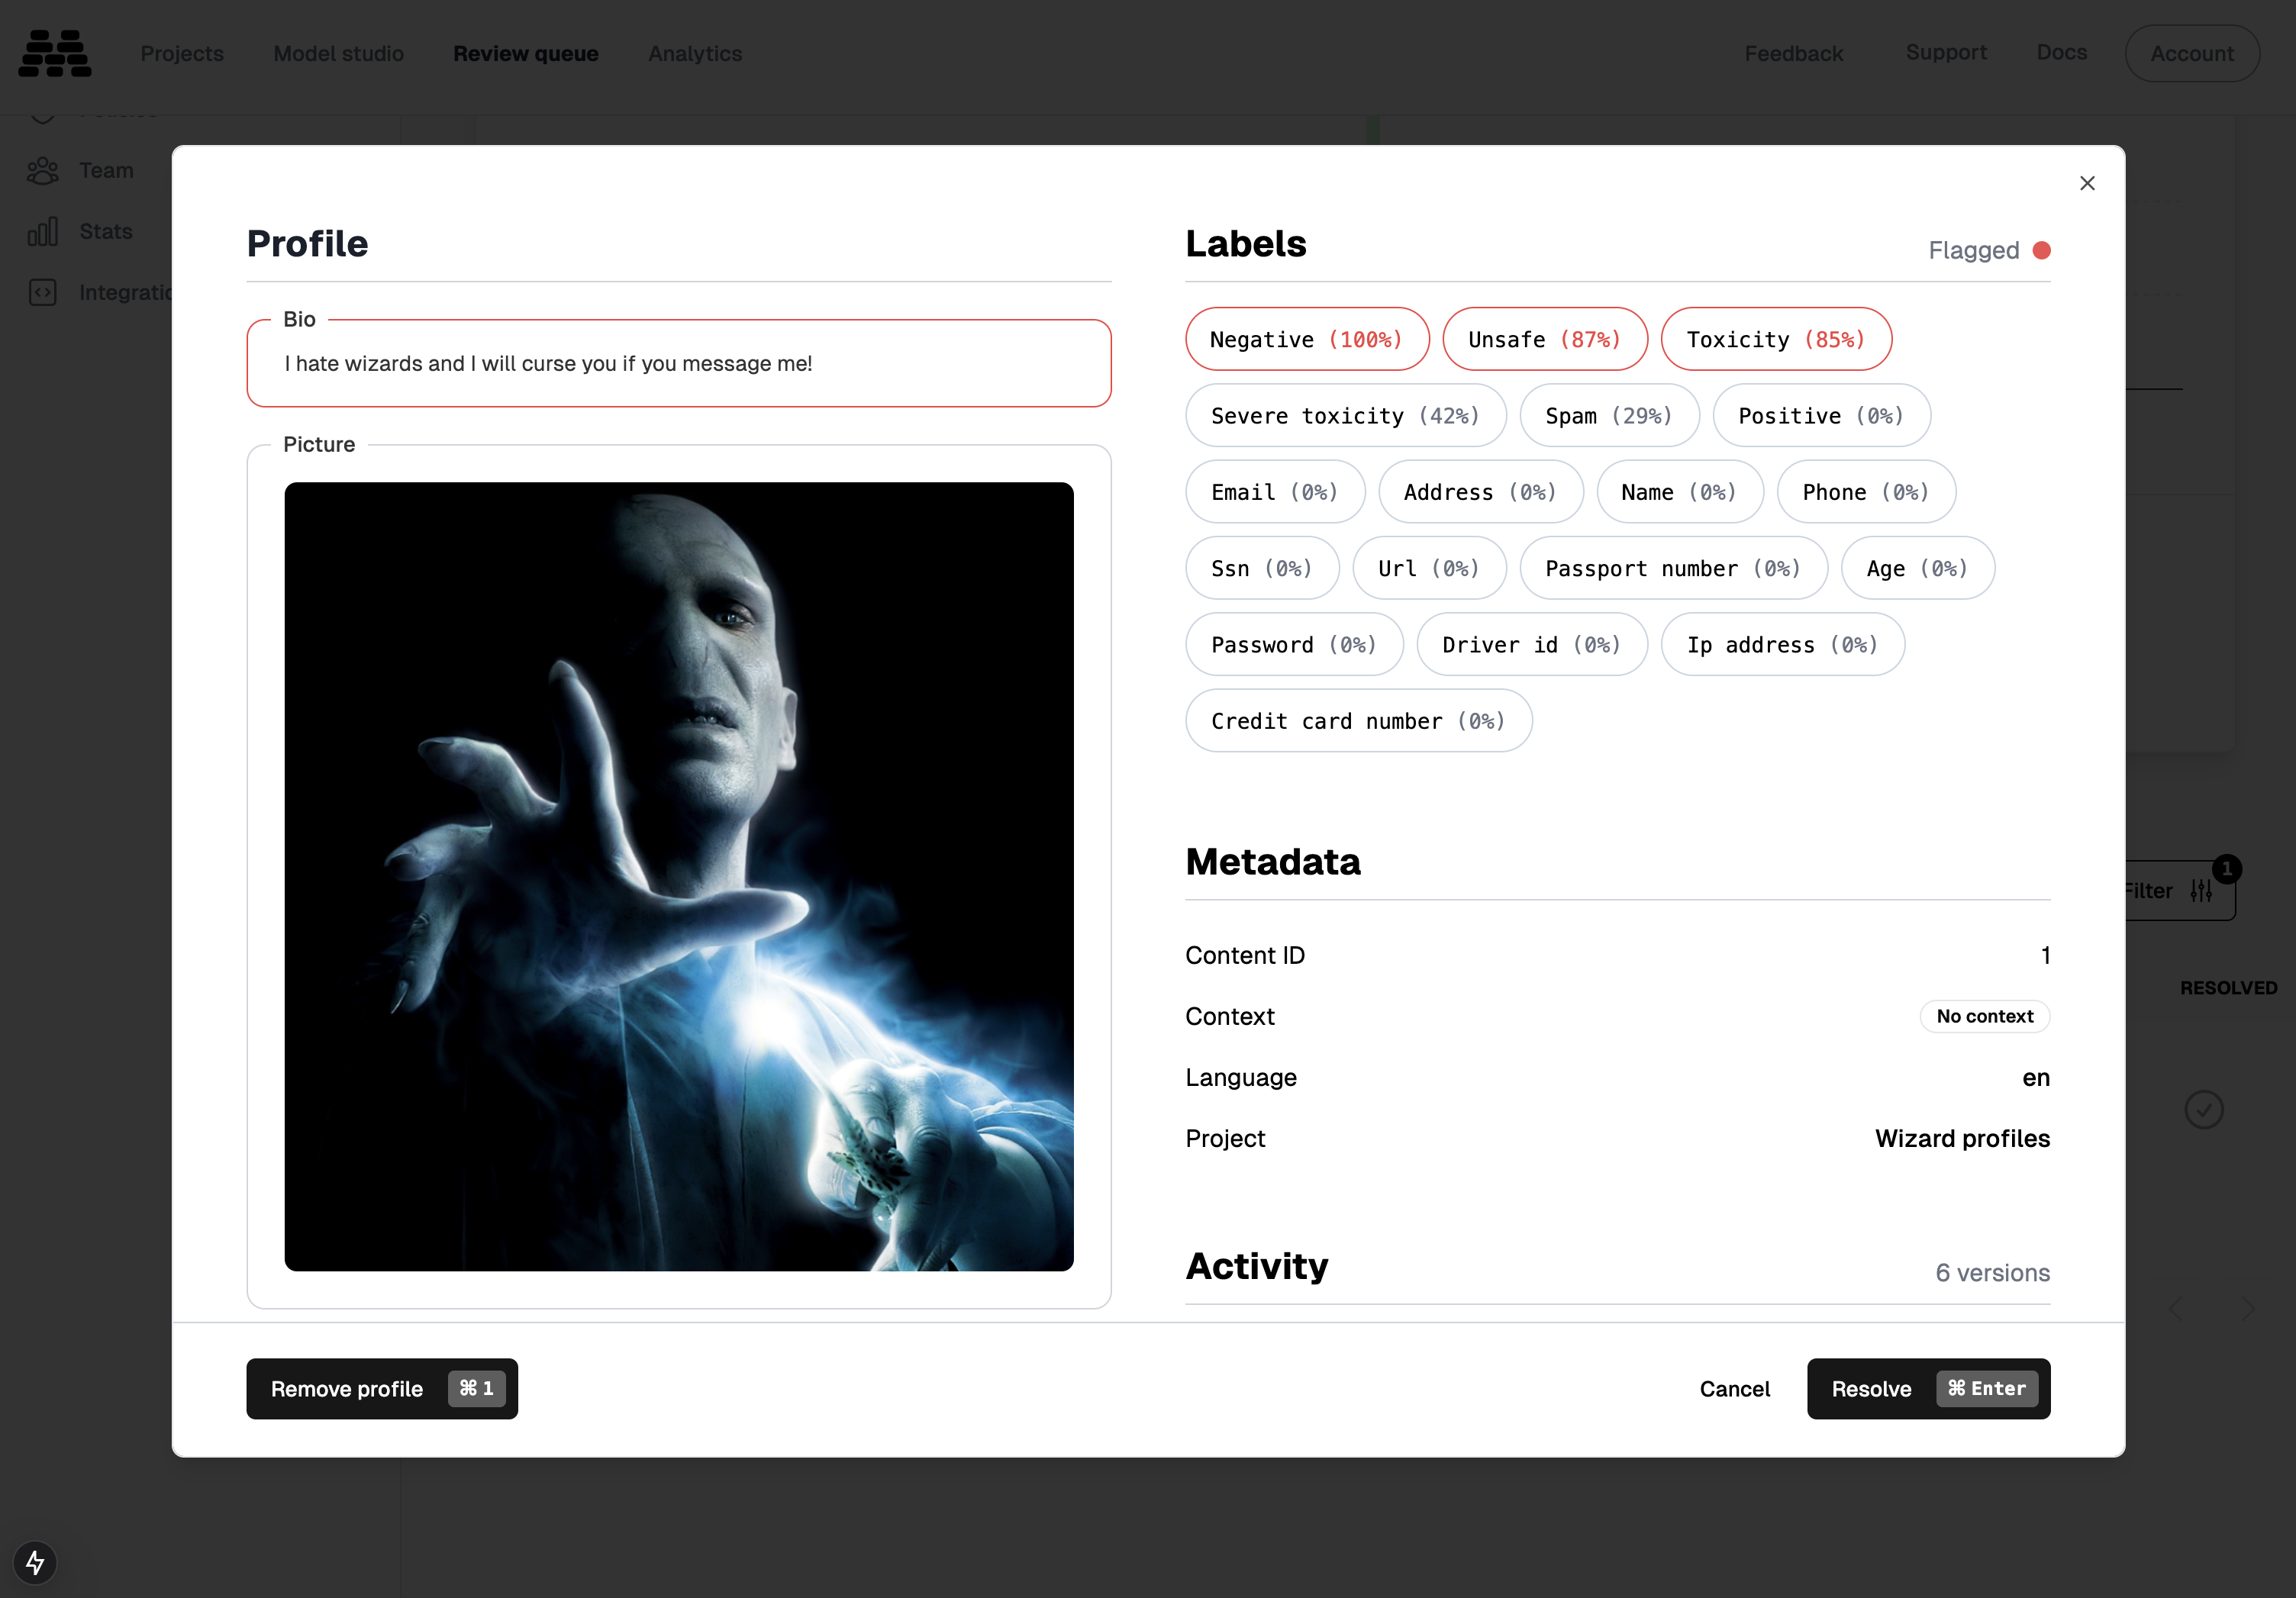 Projects Model studio Review queue Analytics Feedback Support Docs Account
Team
Stats
Integratio
Profile
Bio
I hate wizards and I will curse you if you message me!
Picture
Remove profile ⌘ 1
Labels Flagged
Negative (100%) Unsafe (87%) Toxicity (85%)
Severe toxicity (42%) Spam (29%) Positive (0%)
Email (0%) Address (0%) Name (0%) Phone (0%)
Ssn (0%) Url (0%) Passport number (0%) Age (0%)
Password (0%) Driver id (0%) Ip address (0%)
Credit card number (0%)
Metadata
Content ID 1
Context No context
Language en
Project Wizard profiles
Activity 6 versions
Cancel Resolve ⌘ Enter
Filter 1
RESOLVED